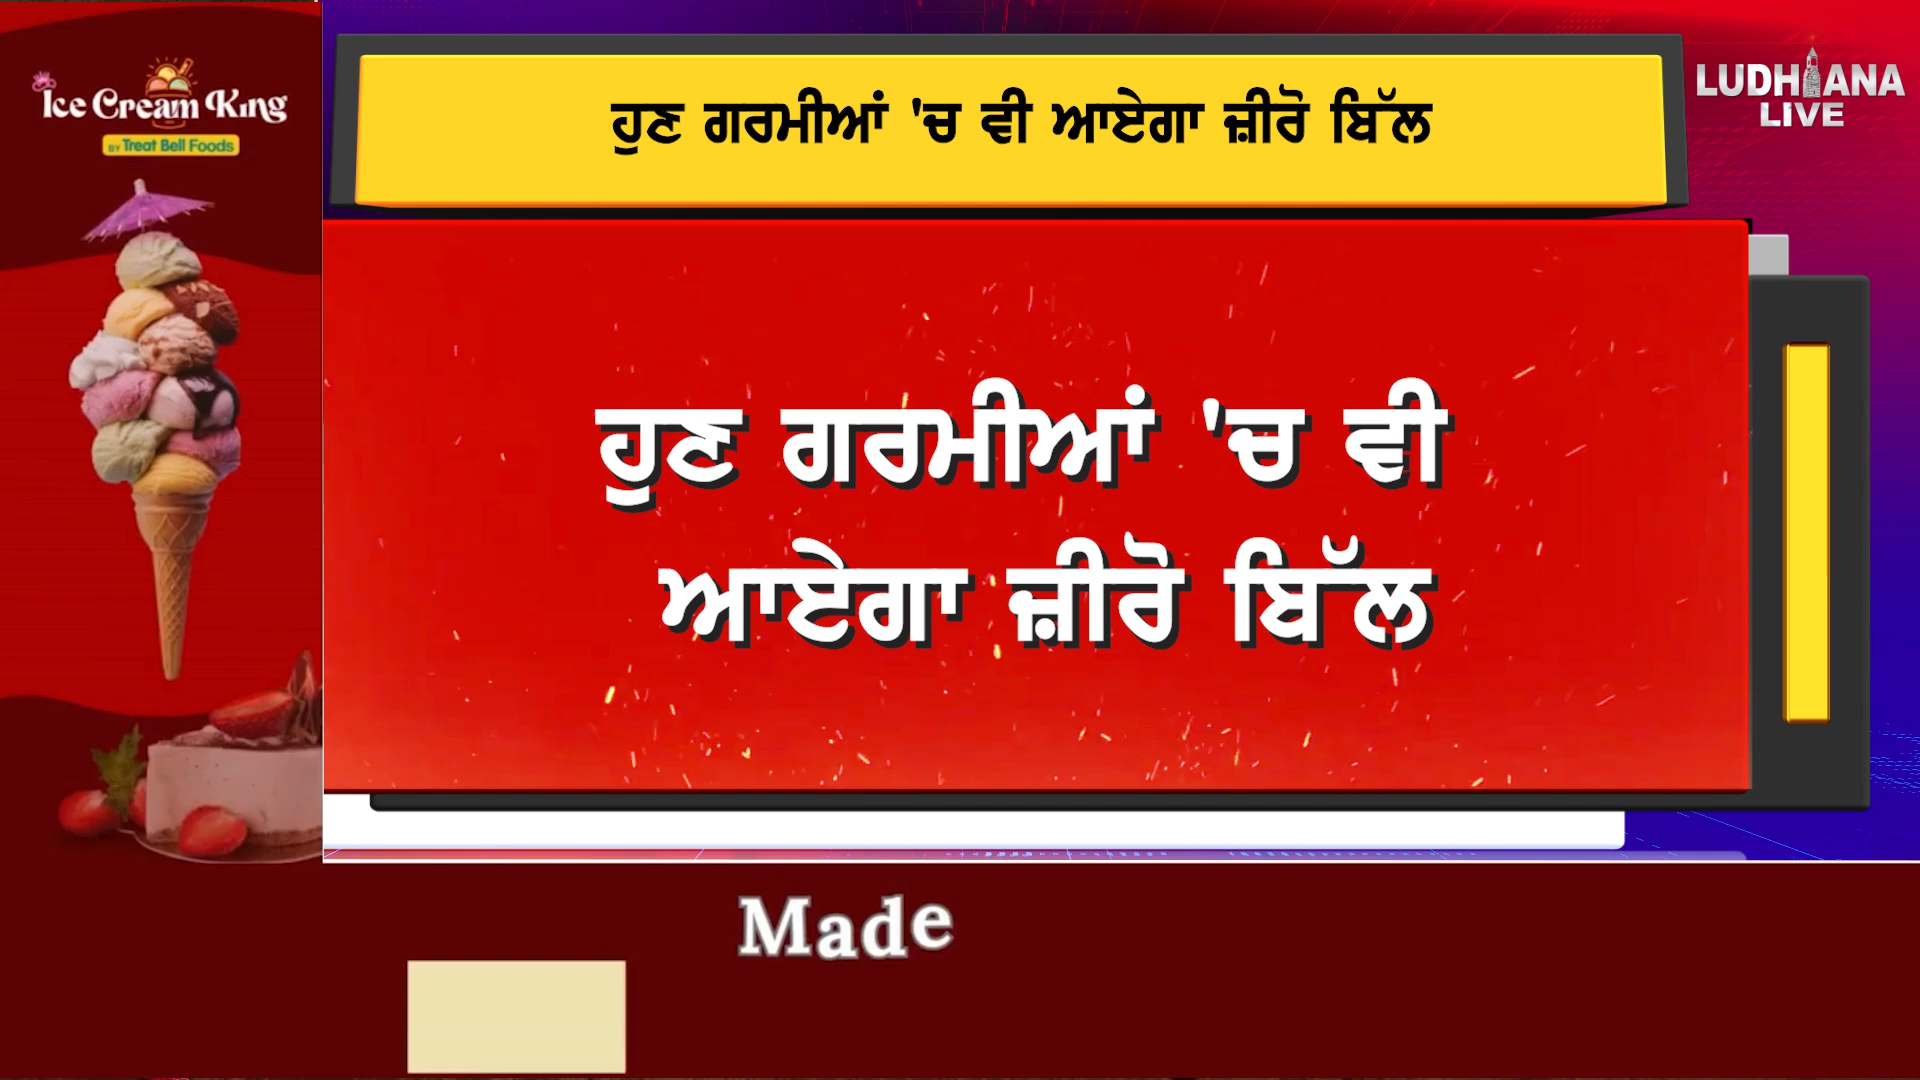 Ice Cream King
BY Treat Bell Foods
ਹੁਣ ਗਰਮੀਆਂ 'ਚ ਵੀ ਆਏਗਾ ਜ਼ੀਰੋ ਬਿੱਲ
LUDHIANA
LIVE
ਹੁਣ ਗਰਮੀਆਂ 'ਚ ਵੀ
ਆਏਗਾ ਜ਼ੀਰੋ ਬਿੱਲ
Made